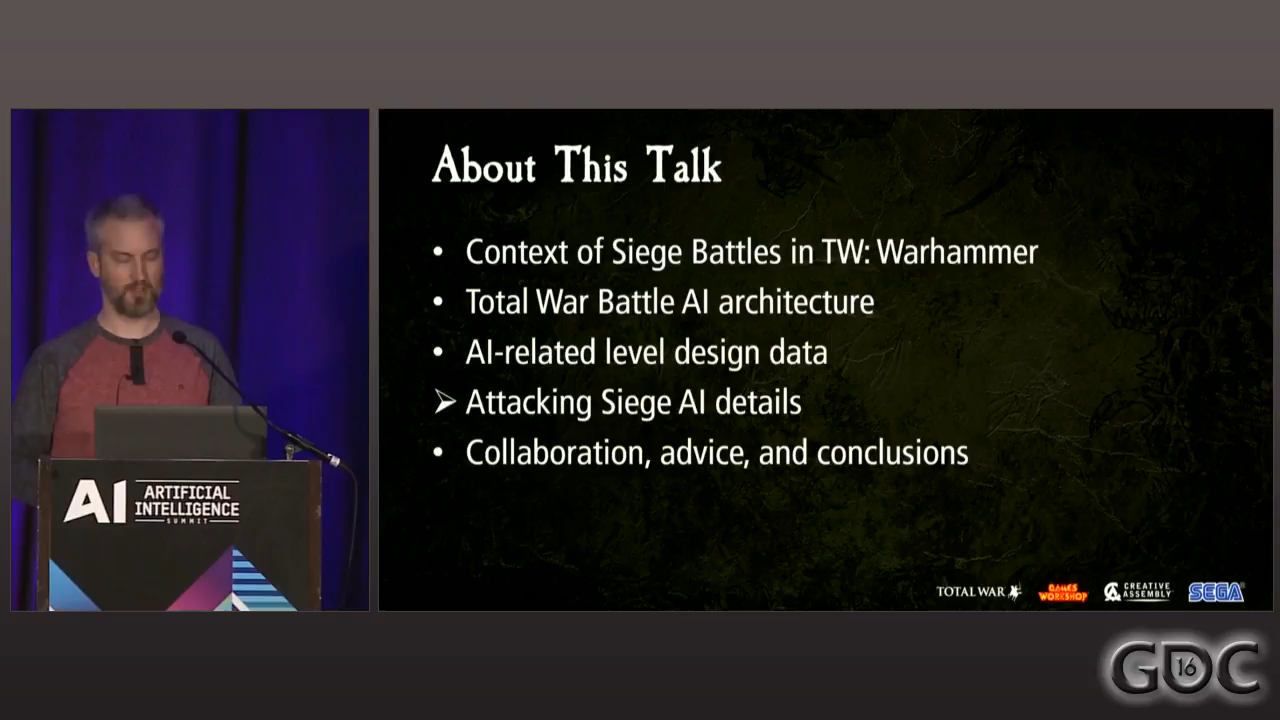 About This Talk
• Context of Siege Battles in TW: Warhammer
• Total War Battle AI architecture
• AI-related level design data
➢ Attacking Siege AI details
• Collaboration, advice, and conclusions
AI ARTIFICIAL
INTELLIGENCE
SUMMIT
TOTAL WAR
GAMES
WORKSHOP
CREATIVE
ASSEMBLY
SEGA
GDC
16